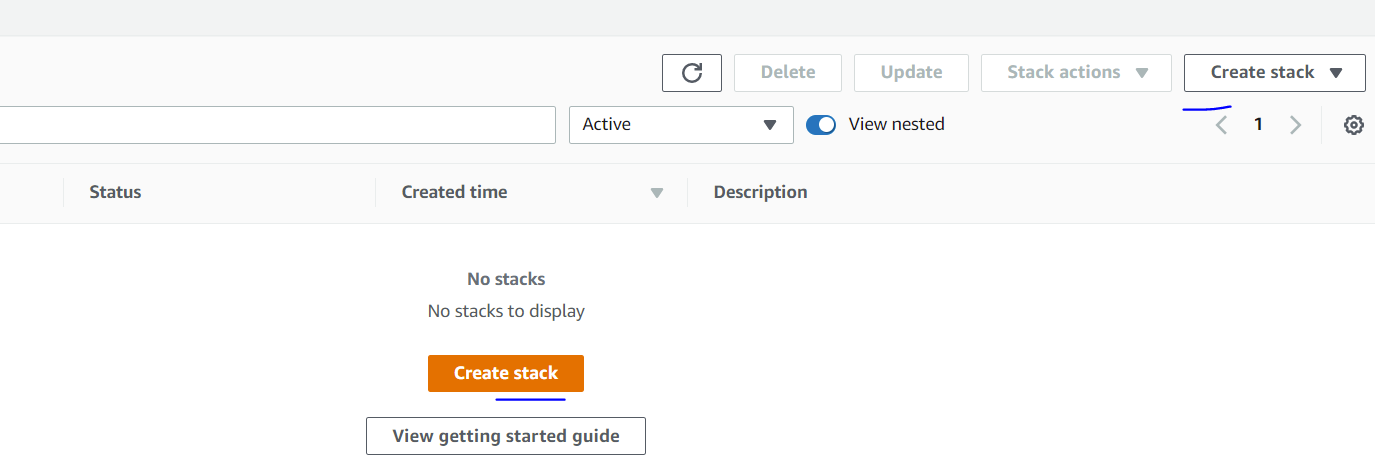 Delete Update Stack actions Create stack
Active View nested 1
Status Created time Description
No stacks
No stacks to display
Create stack
View getting started guide